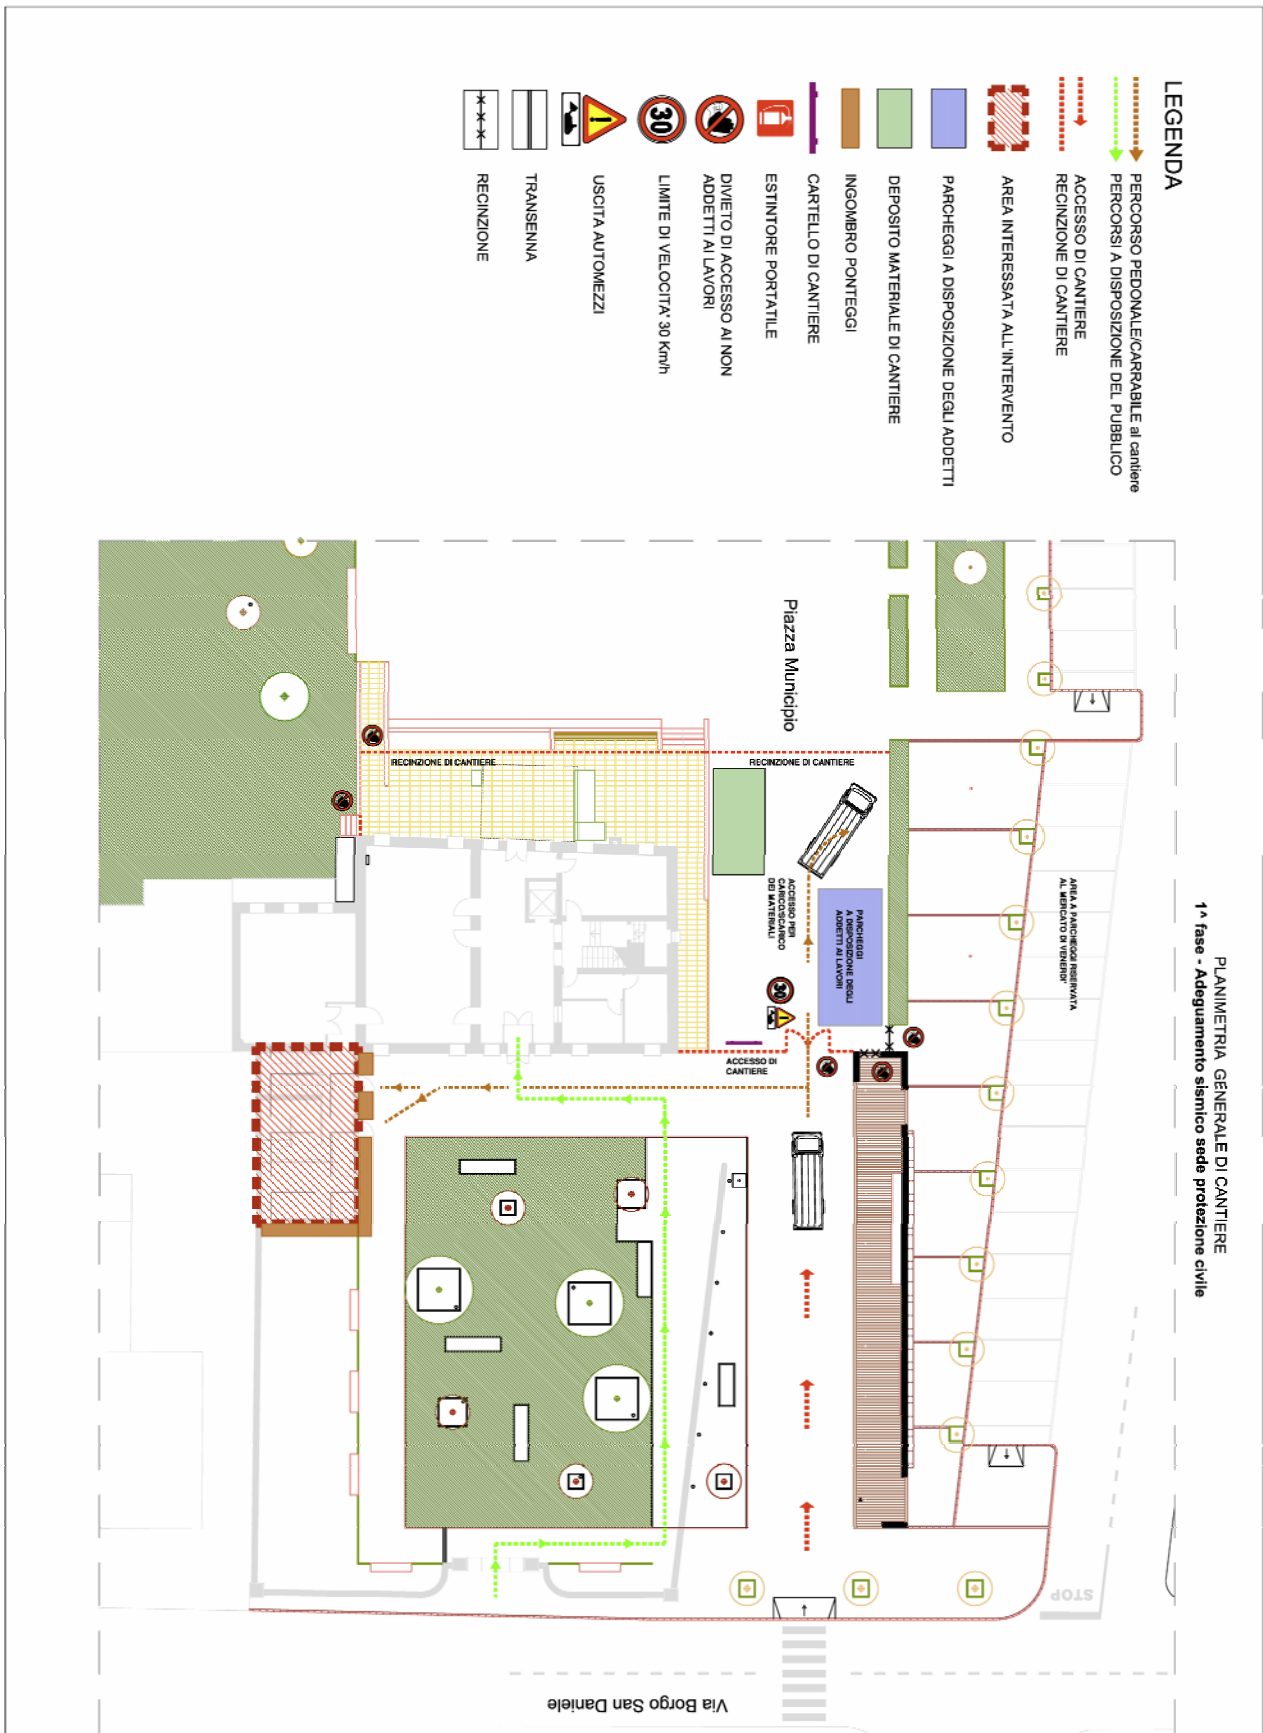 PLANIMETRIA GENERALE DI CANTIERE
1^ fase - Adeguamento sismico sede protezione civile
LEGENDA
PERCORSO PEDONALE/CARRABILE al cantiere
PERCORSI A DISPOSIZIONE DEL PUBBLICO
ACCESSO DI CANTIERE
RECINZIONE DI CANTIERE
AREA INTERESSATA ALL'INTERVENTO
PARCHEGGI A DISPOSIZIONE DEGLI ADDETTI
DEPOSITO MATERIALE DI CANTIERE
INGOMBRO PONTEGGI
CARTELLO DI CANTIERE
ESTINTORE PORTATILE
DIVIETO DI ACCESSO AI NON
ADDETTI AI LAVORI
30
LIMITE DI VELOCITA' 30 Km/h
USCITA AUTOMEZZI
TRANSENNA
RECINZIONE
AREA A PARCHEGGI RISERVATA
AL MERCATO DI VENERDI'
Piazza Municipio
RECINZIONE DI CANTIERE
RECINZIONE DI CANTIERE
PARCHEGGI
A DISPOSIZIONE DEGLI
ADDETTI AI LAVORI
ACCESSO PER
CARICO/SCARICO
DEI MATERIALI
30
ACCESSO DI
CANTIERE
STOP
Via Borgo San Daniele